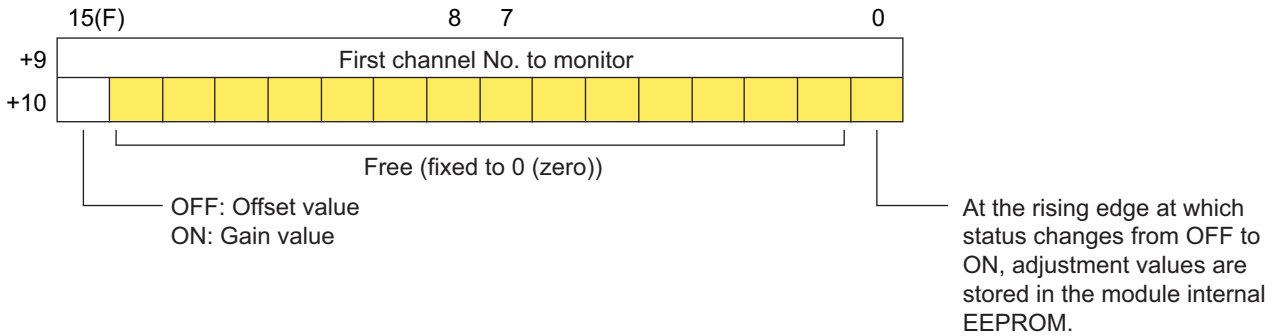 15(F) 8 7 0
+9 First channel No. to monitor
+10
Free (fixed to 0 (zero))
OFF: Offset value
ON: Gain value
At the rising edge at which
status changes from OFF to
ON, adjustment values are
stored in the module internal
EEPROM.